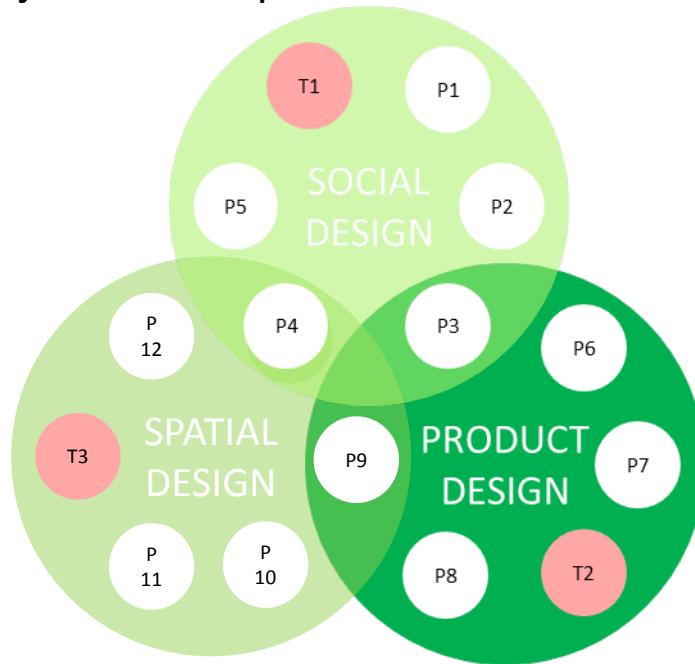 T1
P1
SOCIAL
DESIGN
P5
P2
P4
P3
P
12
P6
SPATIAL
DESIGN
T3
P9
PRODUCT
DESIGN
P7
P
11
P
10
P8
T2